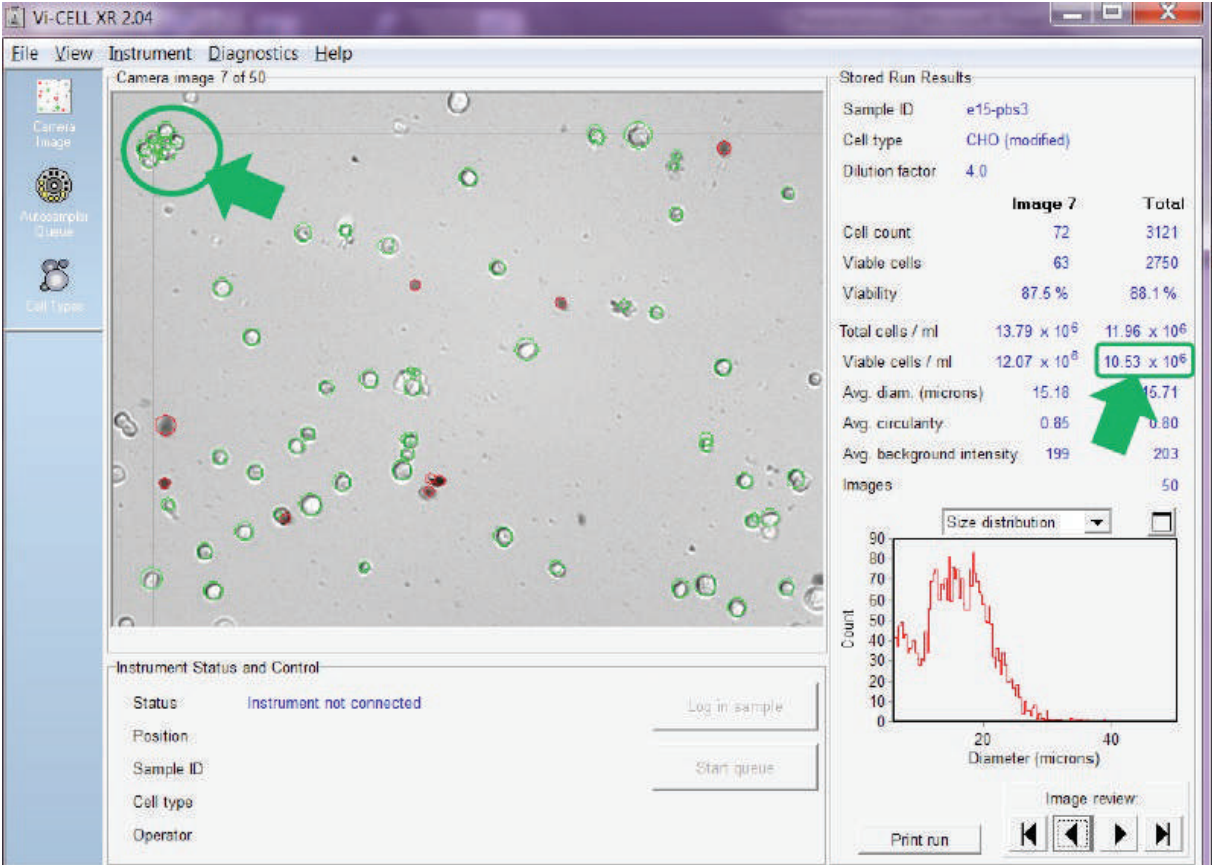 Vi-CELL XR 2.04
File View Instrument Diagnostics Help
Camera Image
Autosampler Queue
Cell Types
Camera image 7 of 50
Stored Run Results
Sample ID e15-pbs3
Cell type CHO (modified)
Dilution factor 4.0
Image 7 Total
Cell count 72 3121
Viable cells 63 2750
Viability 87.5 % 88.1 %
Total cells / ml 13.79 x 10⁶ 11.96 x 10⁶
Viable cells / ml 12.07 x 10⁶ 10.53 x 10⁶
Avg. diam. (microns) 15.18 15.71
Avg. circularity 0.85 0.80
Avg. background intensity 199 203
Images 50
Size distribution
Count
90
80
70
60
50
40
30
20
10
0
20 40
Diameter (microns)
Image review:
Print run
Instrument Status and Control
Status Instrument not connected
Position
Sample ID
Cell type
Operator
Log in sample
Start queue